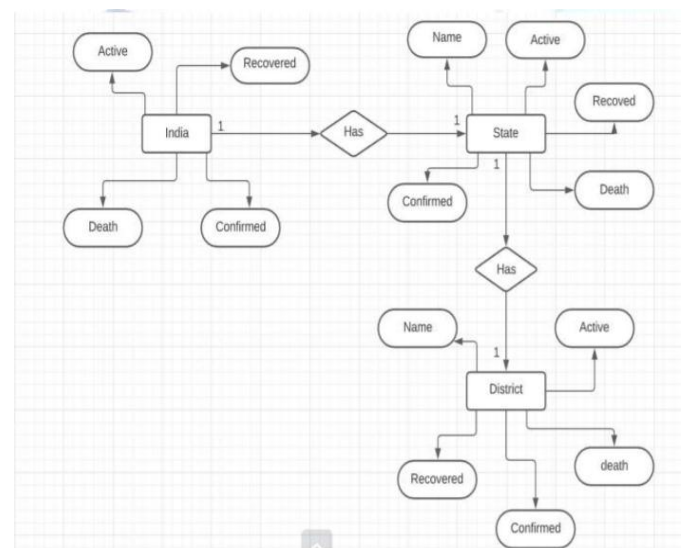 Name
Active
Active
Recovered
Recoved
India
1
Has
1
State
1
Confirmed
Death
Death
Confirmed
Has
Name
Active
1
District
Recovered
death
Confirmed